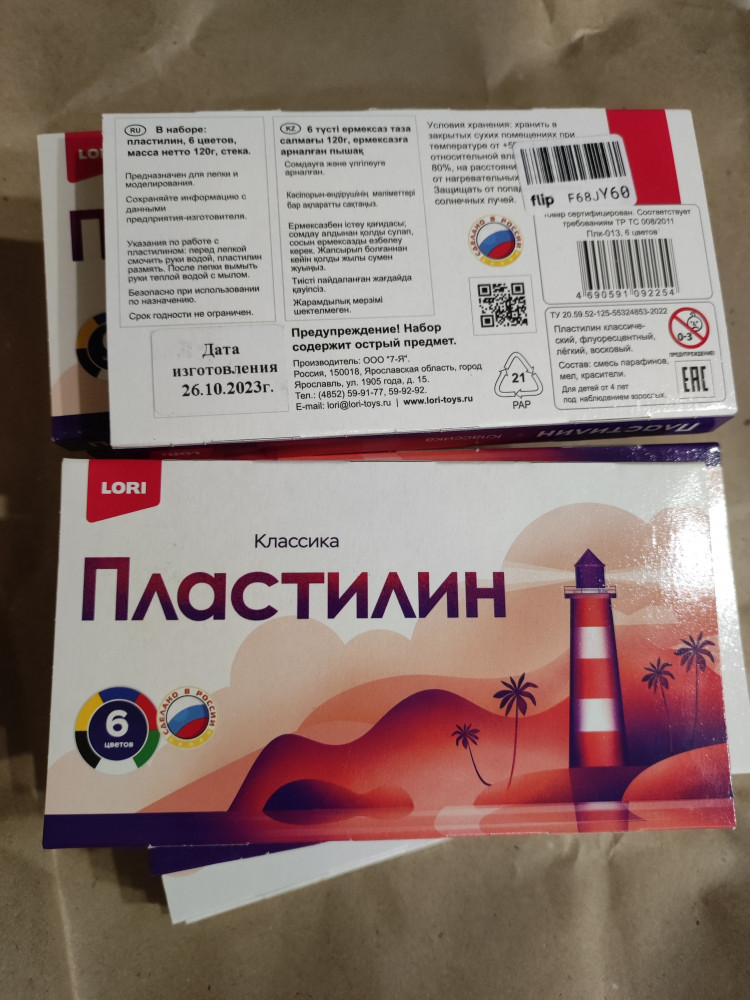 LORI
RU В наборе:
пластилин, 6 цветов,
масса нетто 120г, стека.
Предназначен для лепки и
моделирования.
Сохраняйте информацию с
данными
предприятия-изготовителя.
Указания по работе с
пластилином: перед лепкой
смочить руки водой, пластилин
размять. После лепки вымыть
руки теплой водой с мылом.
Безопасно при использовании
по назначению.
Срок годности не ограничен.
KZ 6 түсті ермексаз таза
салмағы 120г, ермексазға
арналған пышақ
Сомдауға және үлгілеуге
арналған.
Кәсіпорын-өндірушінің мәліметтері
бар ақпаратты сақтаңыз.
Ермексазбен істеу қағидасы;
сомдау алдынан қолды сулап,
сосын ермексазды езбелеу
керек. Жапсырып болғаннан
кейін қолды жылы сумен
жуыңыз.
Тиісті пайдаланған жағдайда
қауіпсіз.
Жарамдылық мерзімі
шектелмеген.
Условия хранения: хранить в
закрытых сухих помещениях при
температуре от +5
относительной
80%, на расстоянии
от нагревательных
Защищать от
солнечных лучей.
flip F68JY60
СДЕЛАНО В РОССИИ
Товар сертифицирован. Соответствует
требованиям ТР ТС 008/2011
Плк-013, 6 цветов
4 690591 092254
ТУ 20.59.52-125-55324853-2022
Пластилин классиче-
ский, флуоресцентный,
лёгкий, восковый.
Состав: смесь парафинов,
мел, красители.
Для детей от 4 лет
под наблюдением взрослых.
0-3
ПРЕДУПРЕЖДЕНИЕ!
EAC
Дата
изготовления
26.10.2023г.
Предупреждение! Набор
содержит острый предмет.
Производитель: ООО "7-Я".
Россия, 150018, Ярославская область, город
Ярославль, ул. 1905 года, д. 15.
Тел.: (4852) 59-91-77, 59-92-92.
E-mail: lori@lori-toys.ru | www.lori-toys.ru
21
PAP
Классика
Пластилин
LORI
Классика
Пластилин
6
цветов
СДЕЛАНО В РОССИИ